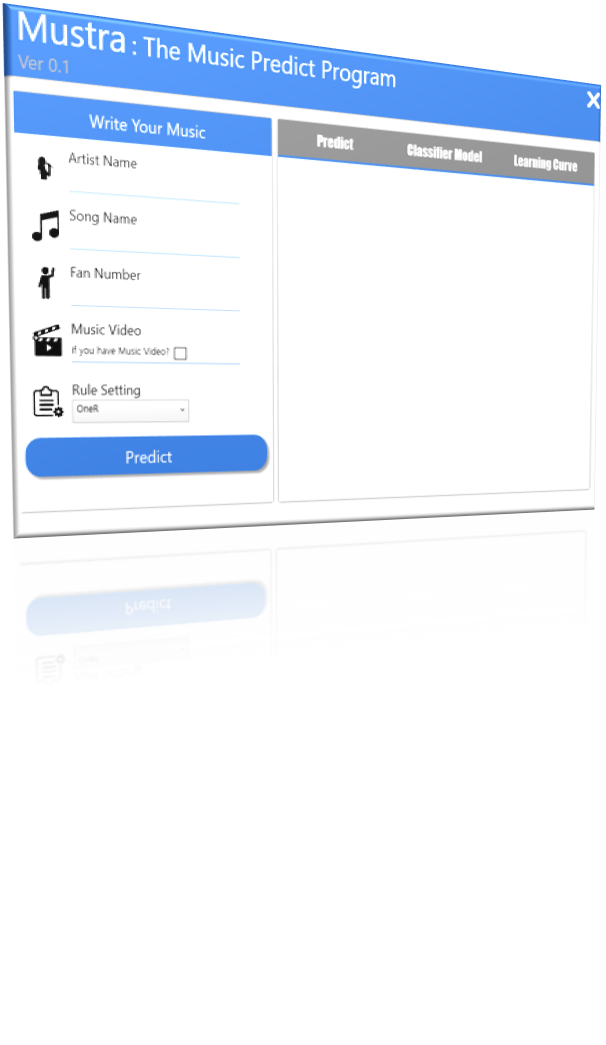 Mustra : The Music Predict Program
Ver 0.1
Write Your Music
Artist Name
Song Name
Fan Number
Music Video
if you have Music Video?
Rule Setting
OneR
Predict
Predict Classifier Model Learning Curve